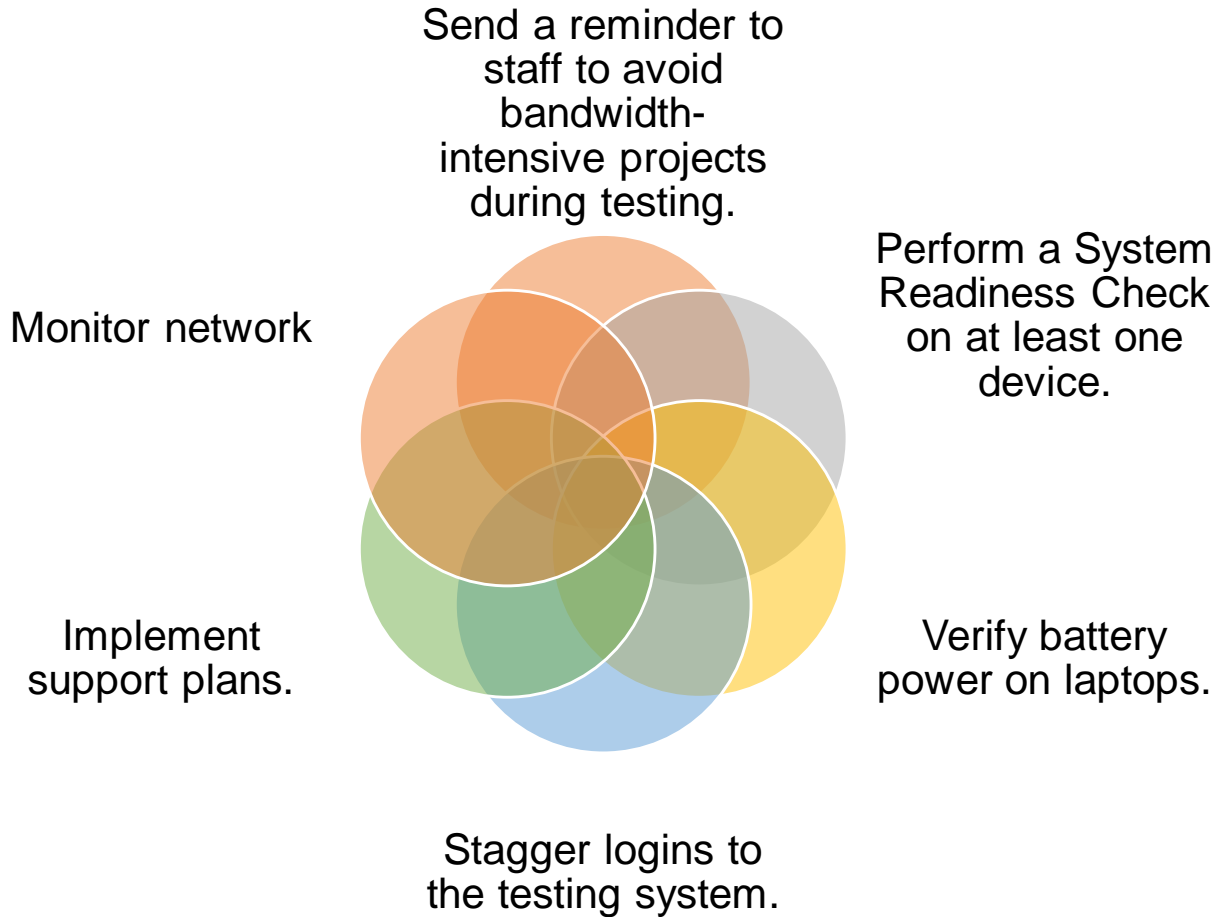 Send a reminder to
staff to avoid
bandwidth-
intensive projects
during testing.
Perform a System
Readiness Check
on at least one
device.
Verify battery
power on laptops.
Stagger logins to
the testing system.
Implement
support plans.
Monitor network